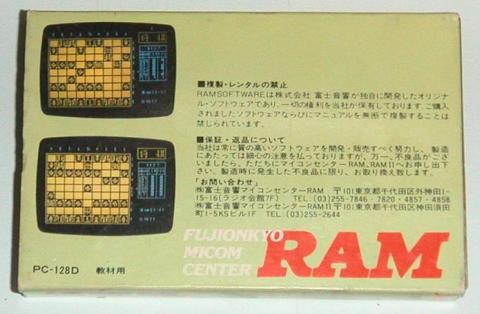 ■複製・レンタルの禁止
RAMSOFTWAREは株式会社 富士音響が独自に開発したオリジナ
ル・ソフトウェアであり、一切の権利を当社が保有しております。ご購入
されましたソフトウェアならびにマニュアルを無断で複製することは
禁じられています。
■保証・返品について
当社は常に質の高いソフトウェアを開発・販売すべく努力し、製造
にあたっては細心の注意を払っておりますが、万一、不良品がござ
いましたら、ただちにマイコンセンターRAM、RAMⅡへお申し出下
さい。製造時に発生した不良品に限り、お取り換え致します。
「お問い合わせ」
㈱富士音響マイコンセンターRAM 〒101東京都千代田区外神田1-
15-16(ラジオ会館7F) TEL.(03)255-7846・7820・4857・4858
㈱富士音響マイコンセンターRAMⅡ〒101東京都千代田区神田
町1-5KSビル1F TEL.(03)255-2644
FUJIONKYO
MICOM
CENTER RAM
PC-128D 教材用